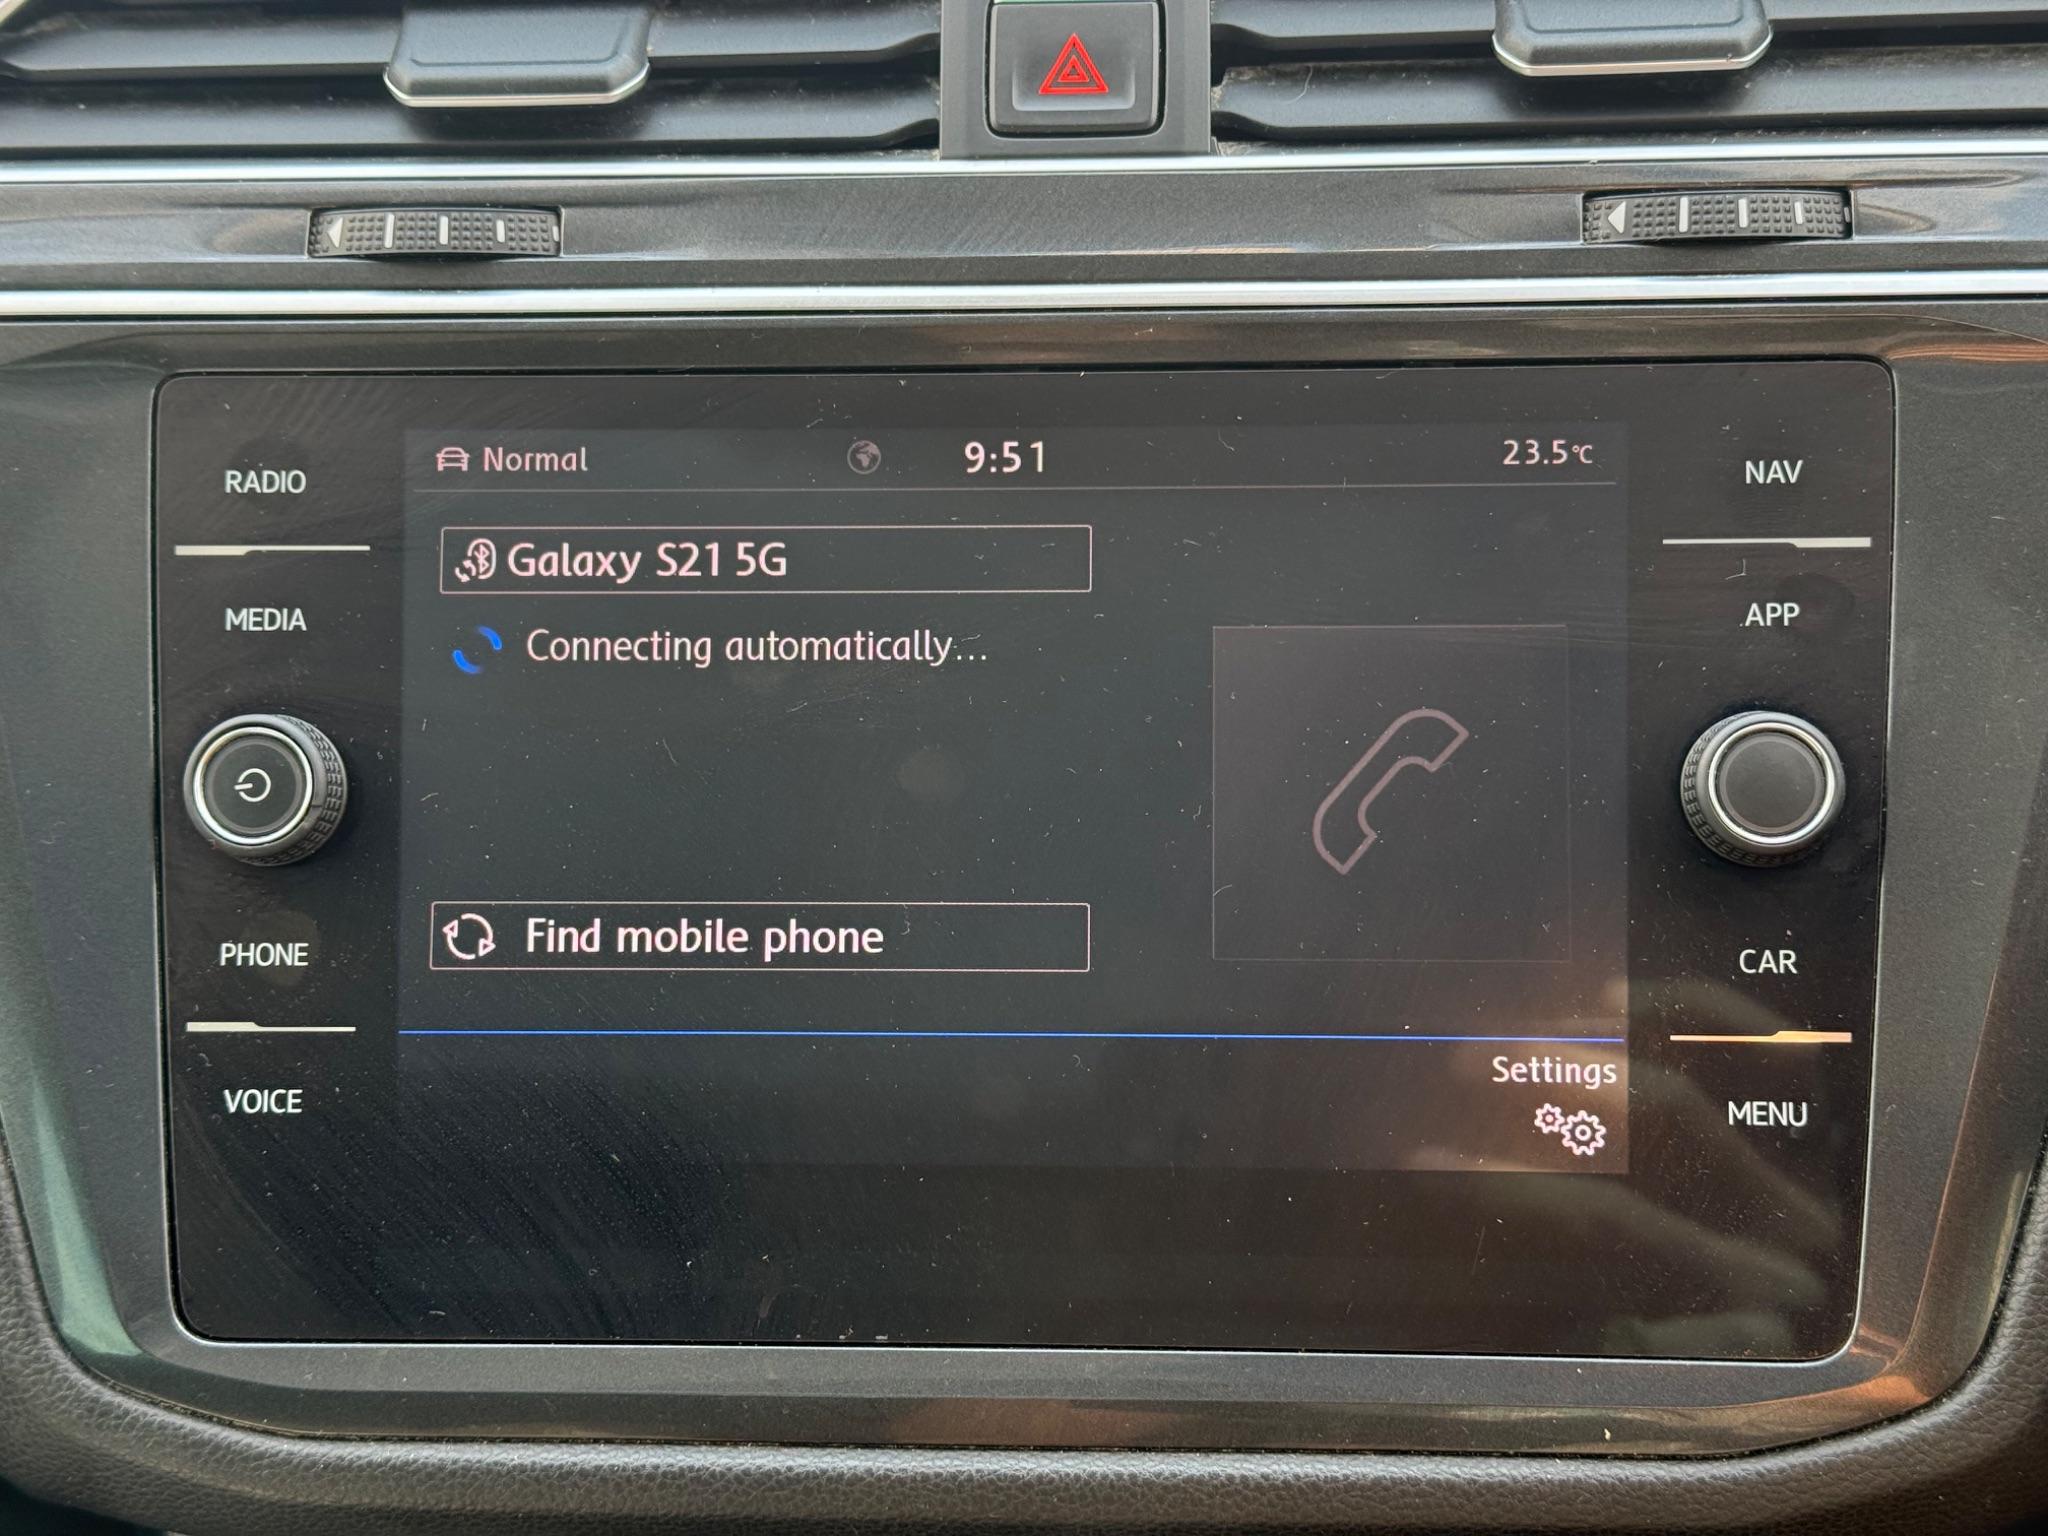 Normal 9:51 23.5°C
RADIO
NAV
Galaxy S21 5G
MEDIA
APP
Connecting automatically...
PHONE
Find mobile phone
CAR
Settings
VOICE
MENU